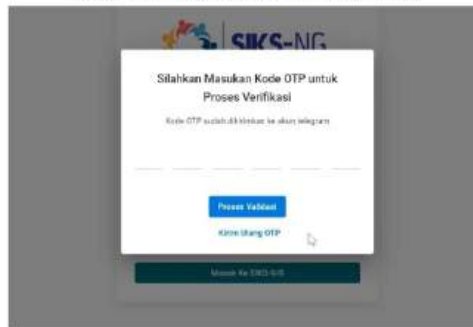 SIKS-NG
Silahkan Masukan Kode OTP untuk
Proses Verifikasi
Kode OTP sudah dikirimkan ke akun telegram
Proses Validasi
Kirim Ulang OTP
Masuk Ke SIKS-NG